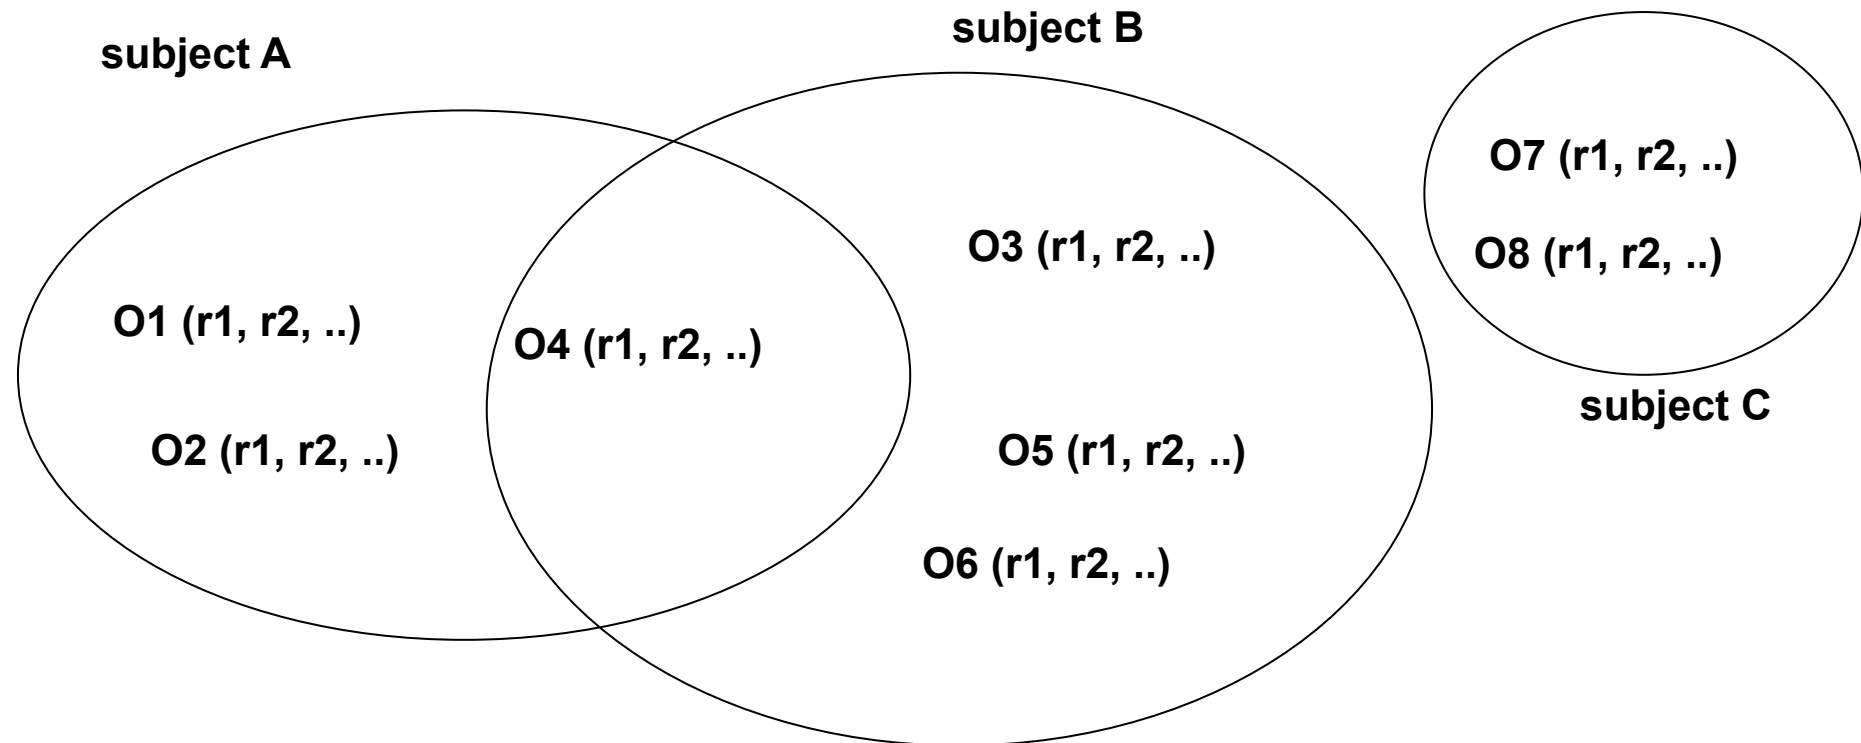 subject A
subject B
O1 (r1, r2, ..)
O2 (r1, r2, ..)
O4 (r1, r2, ..)
O3 (r1, r2, ..)
O5 (r1, r2, ..)
O6 (r1, r2, ..)
O7 (r1, r2, ..)
O8 (r1, r2, ..)
subject C